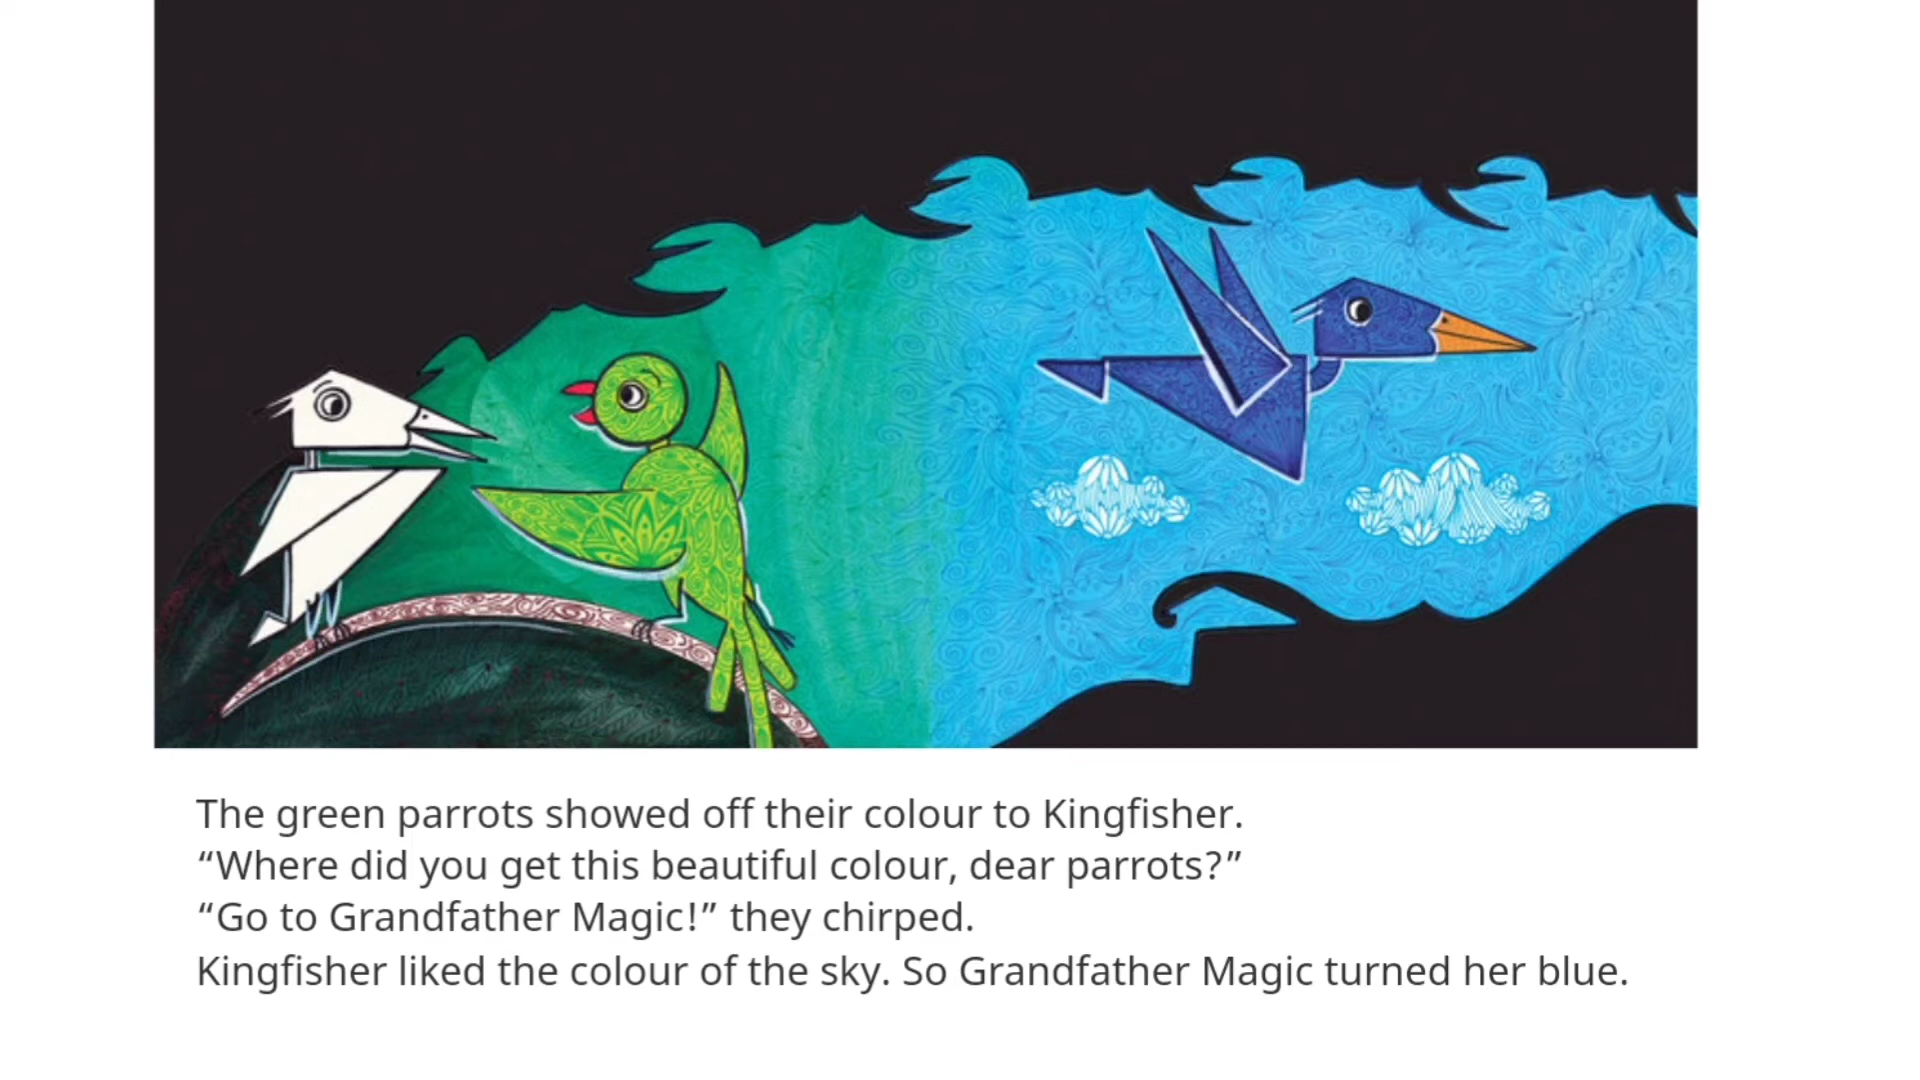 The green parrots showed off their colour to Kingfisher.
“Where did you get this beautiful colour, dear parrots?”
“Go to Grandfather Magic!” they chirped.
Kingfisher liked the colour of the sky. So Grandfather Magic turned her blue.